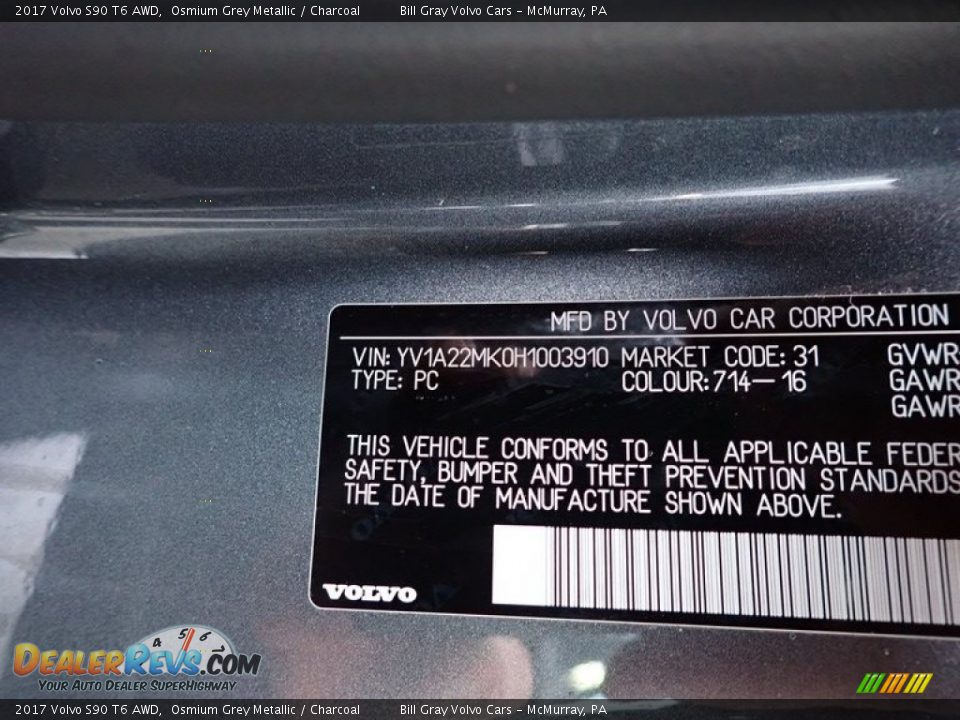 2017 Volvo S90 T6 AWD, Osmium Grey Metallic / Charcoal Bill Gray Volvo Cars - McMurray, PA
MFD BY VOLVO CAR CORPORATION
VIN: YV1A22MK0H1003910 MARKET CODE: 31 GVWR:
TYPE: PC COLOUR: 714-16 GAWR
GAWR
THIS VEHICLE CONFORMS TO ALL APPLICABLE FEDER
SAFETY, BUMPER AND THEFT PREVENTION STANDARDS
THE DATE OF MANUFACTURE SHOWN ABOVE.
VOLVO
4 5 6
DealerRevs.com
Your Auto Dealer SuperHighway
2017 Volvo S90 T6 AWD, Osmium Grey Metallic / Charcoal Bill Gray Volvo Cars - McMurray, PA